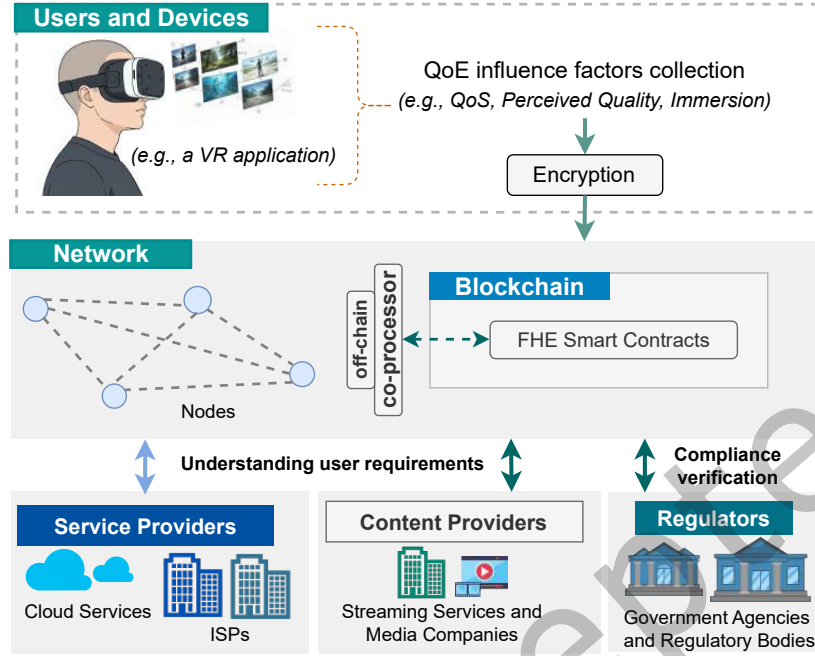 Users and Devices
QoE influence factors collection
(e.g., QoS, Perceived Quality, Immersion)
(e.g., a VR application)
Encryption
Network
Blockchain
off-chain
co-processor
FHE Smart Contracts
Nodes
Understanding user requirements
Compliance
verification
Service Providers
Content Providers
Regulators
Cloud Services
ISPs
Streaming Services and
Media Companies
Government Agencies
and Regulatory Bodies